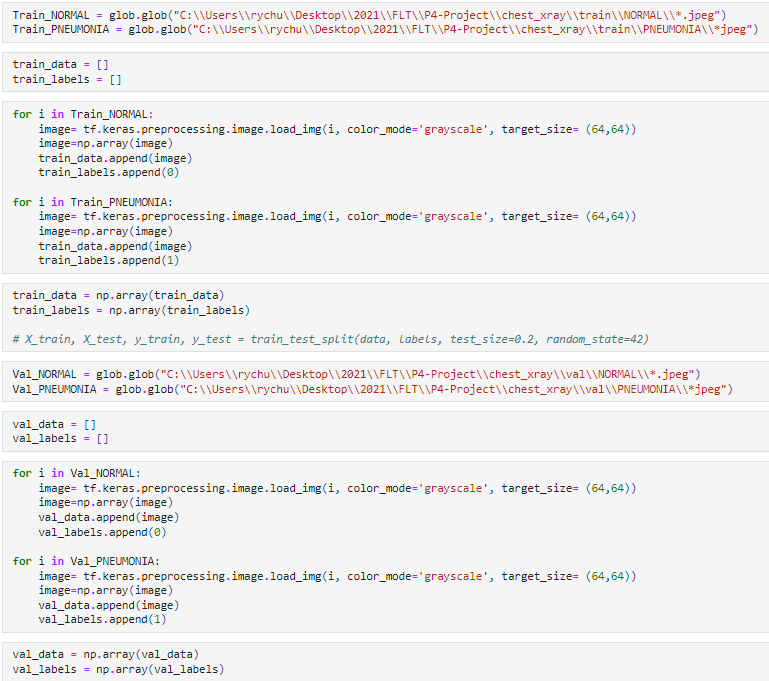 Train_NORMAL = glob.glob("C:\\Users\\rychu\\Desktop\\2021\\FLT\\P4-Project\\chest_xray\\train\\NORMAL\\*.jpeg")
Train_PNEUMONIA = glob.glob("C:\\Users\\rychu\\Desktop\\2021\\FLT\\P4-Project\\chest_xray\\train\\PNEUMONIA\\*jpeg")
train_data = []
train_labels = []
for i in Train_NORMAL:
    image= tf.keras.preprocessing.image.load_img(i, color_mode='grayscale', target_size= (64,64))
    image=np.array(image)
    train_data.append(image)
    train_labels.append(0)
for i in Train_PNEUMONIA:
    image= tf.keras.preprocessing.image.load_img(i, color_mode='grayscale', target_size= (64,64))
    image=np.array(image)
    train_data.append(image)
    train_labels.append(1)
train_data = np.array(train_data)
train_labels = np.array(train_labels)
# X_train, X_test, y_train, y_test = train_test_split(data, labels, test_size=0.2, random_state=42)
Val_NORMAL = glob.glob("C:\\Users\\rychu\\Desktop\\2021\\FLT\\P4-Project\\chest_xray\\val\\NORMAL\\*.jpeg")
Val_PNEUMONIA = glob.glob("C:\\Users\\rychu\\Desktop\\2021\\FLT\\P4-Project\\chest_xray\\val\\PNEUMONIA\\*jpeg")
val_data = []
val_labels = []
for i in Val_NORMAL:
    image= tf.keras.preprocessing.image.load_img(i, color_mode='grayscale', target_size= (64,64))
    image=np.array(image)
    val_data.append(image)
    val_labels.append(0)
for i in Val_PNEUMONIA:
    image= tf.keras.preprocessing.image.load_img(i, color_mode='grayscale', target_size= (64,64))
    image=np.array(image)
    val_data.append(image)
    val_labels.append(1)
val_data = np.array(val_data)
val_labels = np.array(val_labels)